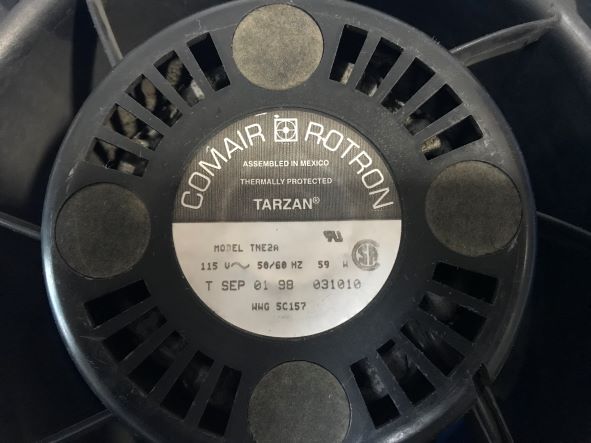 COMAIR ROTRON
ASSEMBLED IN MEXICO
THERMALLY PROTECTED
TARZAN®
MODEL TNE2A
115 V~ 50/60 HZ 59 W
T SEP 01 98 031010
WWG 5C157